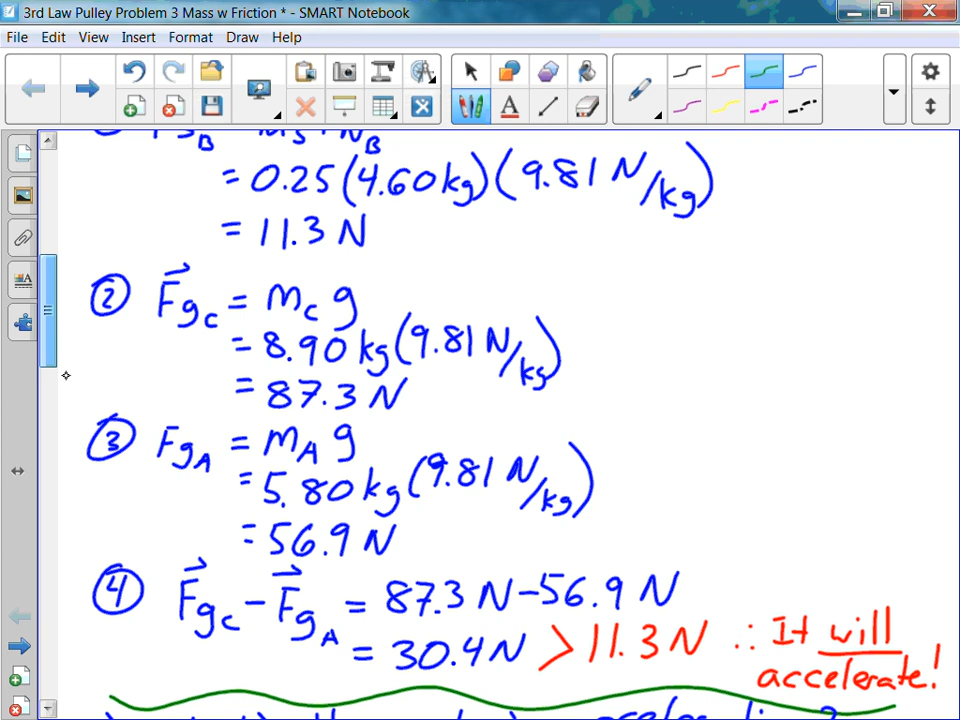 3rd Law Pulley Problem 3 Mass w Friction * - SMART Notebook
File Edit View Insert Format Draw Help
= 0.25 (4.60 kg) (9.81 N/kg)
= 11.3 N
② F⃗gC = mC g
= 8.90 kg (9.81 N/kg)
= 87.3 N
③ FgA = mA g
= 5.80 kg (9.81 N/kg)
= 56.9 N
④ F⃗gC - F⃗gA = 87.3 N - 56.9 N
= 30.4 N > 11.3 N ∴ It will
accelerate!